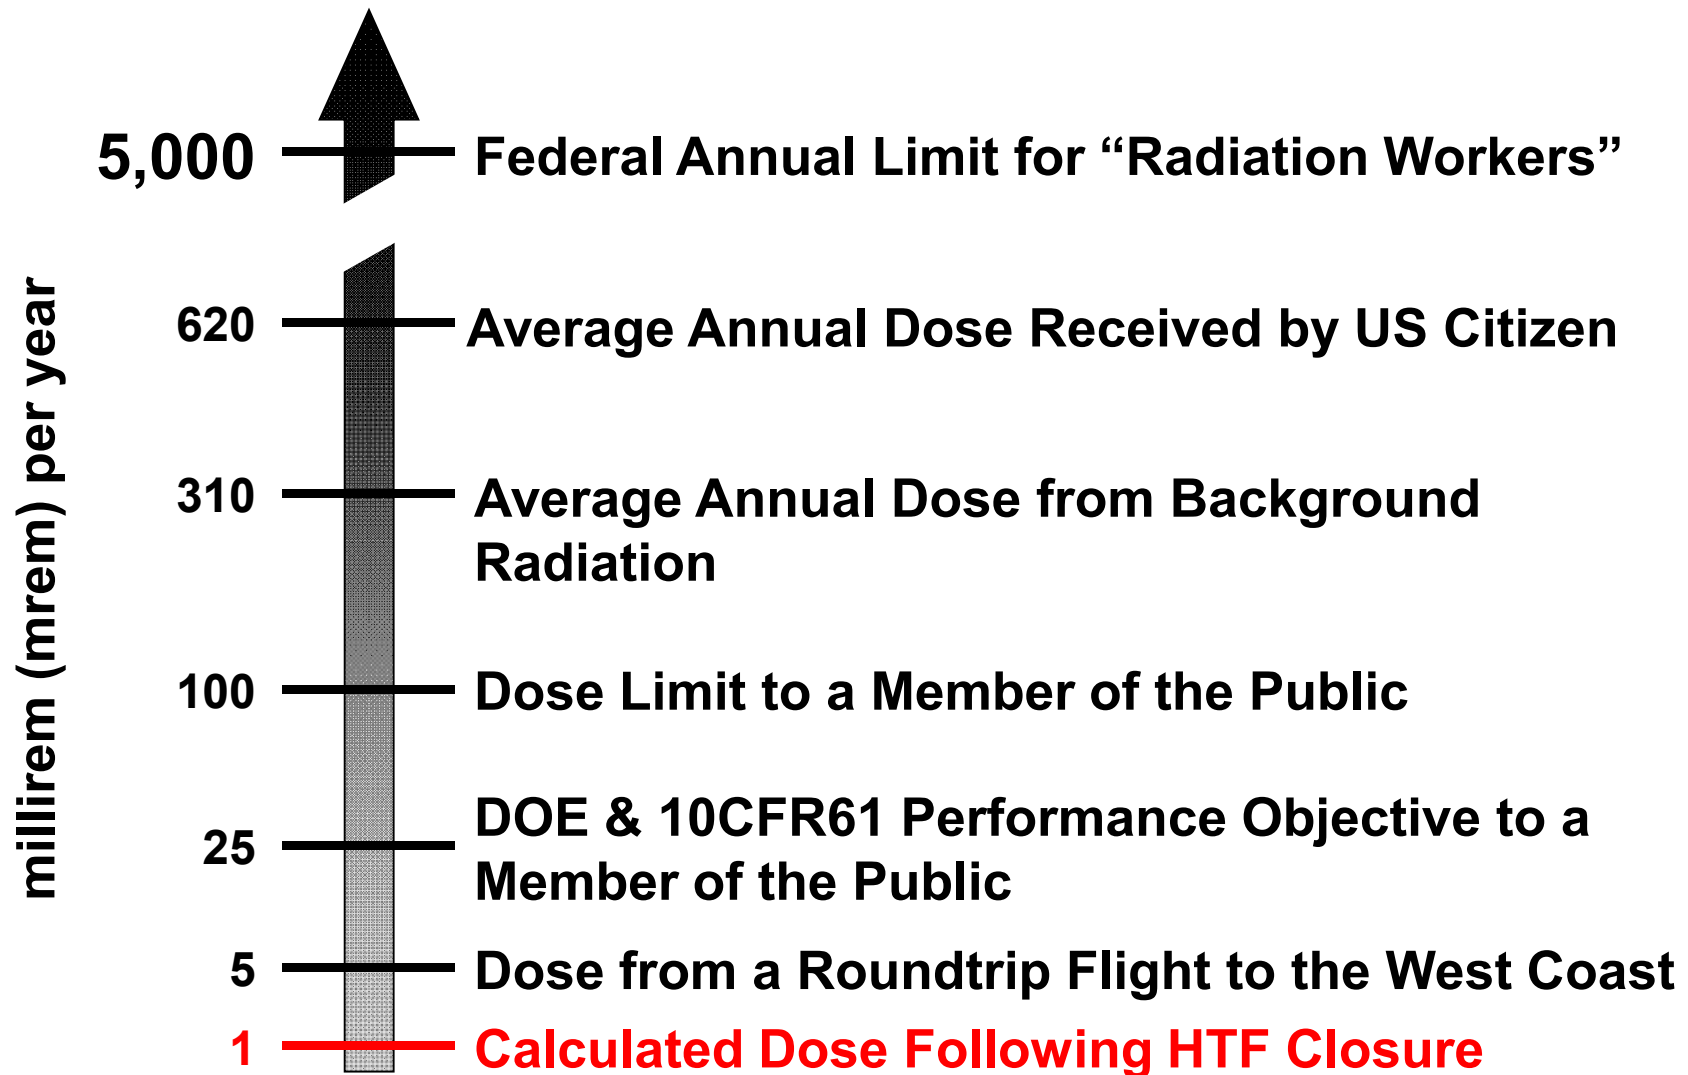 5,000 Federal Annual Limit for “Radiation Workers”
620 Average Annual Dose Received by US Citizen
310 Average Annual Dose from Background
Radiation
100 Dose Limit to a Member of the Public
25 DOE & 10CFR61 Performance Objective to a
Member of the Public
5 Dose from a Roundtrip Flight to the West Coast
1 Calculated Dose Following HTF Closure
millirem (mrem) per year